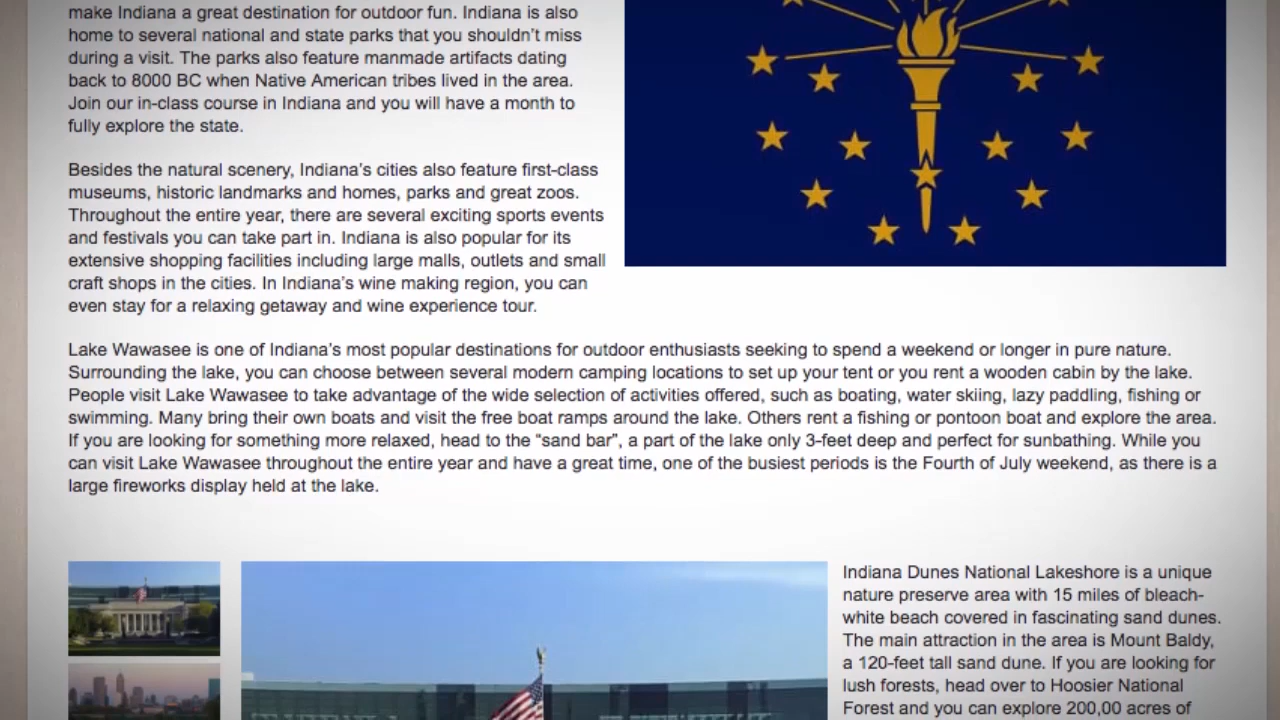 make Indiana a great destination for outdoor fun. Indiana is also
home to several national and state parks that you shouldn’t miss
during a visit. The parks also feature manmade artifacts dating
back to 8000 BC when Native American tribes lived in the area.
Join our in-class course in Indiana and you will have a month to
fully explore the state.
Besides the natural scenery, Indiana’s cities also feature first-class
museums, historic landmarks and homes, parks and great zoos.
Throughout the entire year, there are several exciting sports events
and festivals you can take part in. Indiana is also popular for its
extensive shopping facilities including large malls, outlets and small
craft shops in the cities. In Indiana’s wine making region, you can
even stay for a relaxing getaway and wine experience tour.
Lake Wawasee is one of Indiana’s most popular destinations for outdoor enthusiasts seeking to spend a weekend or longer in pure nature.
Surrounding the lake, you can choose between several modern camping locations to set up your tent or you rent a wooden cabin by the lake.
People visit Lake Wawasee to take advantage of the wide selection of activities offered, such as boating, water skiing, lazy paddling, fishing or
swimming. Many bring their own boats and visit the free boat ramps around the lake. Others rent a fishing or pontoon boat and explore the area.
If you are looking for something more relaxed, head to the “sand bar”, a part of the lake only 3-feet deep and perfect for sunbathing. While you
can visit Lake Wawasee throughout the entire year and have a great time, one of the busiest periods is the Fourth of July weekend, as there is a
large fireworks display held at the lake.
Indiana Dunes National Lakeshore is a unique
nature preserve area with 15 miles of bleach-
white beach covered in fascinating sand dunes.
The main attraction in the area is Mount Baldy,
a 120-feet tall sand dune. If you are looking for
lush forests, head over to Hoosier National
Forest and you can explore 200,00 acres of